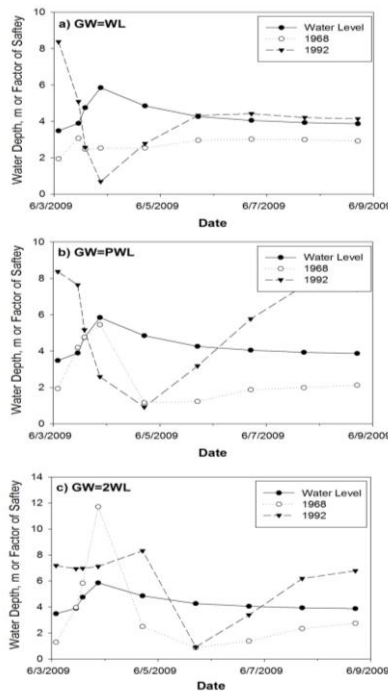 a) GW=WL
Water Level
1968
1992
Water Depth, m or Factor of Saftey
10
8
6
4
2
0
6/3/2009 6/5/2009 6/7/2009 6/9/2009
Date
b) GW=PWL
Water Level
1968
1992
Water Depth, m or Factor of Saftey
10
8
6
4
2
0
6/3/2009 6/5/2009 6/7/2009 6/9/2009
Date
c) GW=2WL
Water Level
1968
1992
Water Depth, m or Factor of Saftey
14
12
10
8
6
4
2
0
6/3/2009 6/5/2009 6/7/2009 6/9/2009
Date